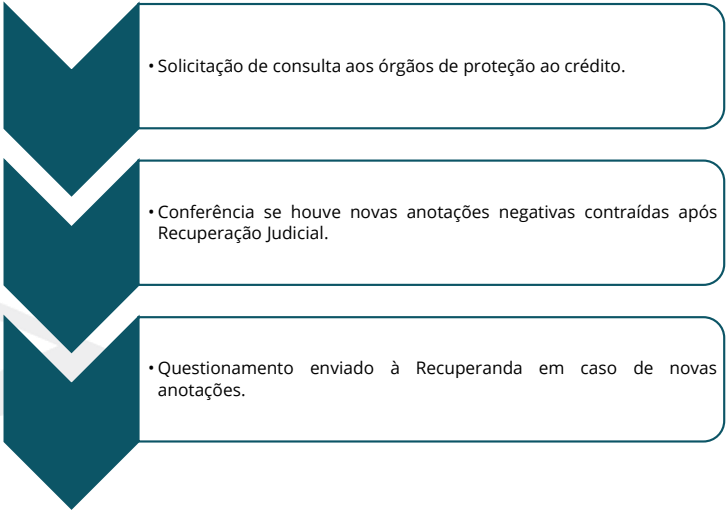 • Solicitação de consulta aos órgãos de proteção ao crédito.
• Conferência se houve novas anotações negativas contraídas após
Recuperação Judicial.
• Questionamento enviado à Recuperanda em caso de novas
anotações.